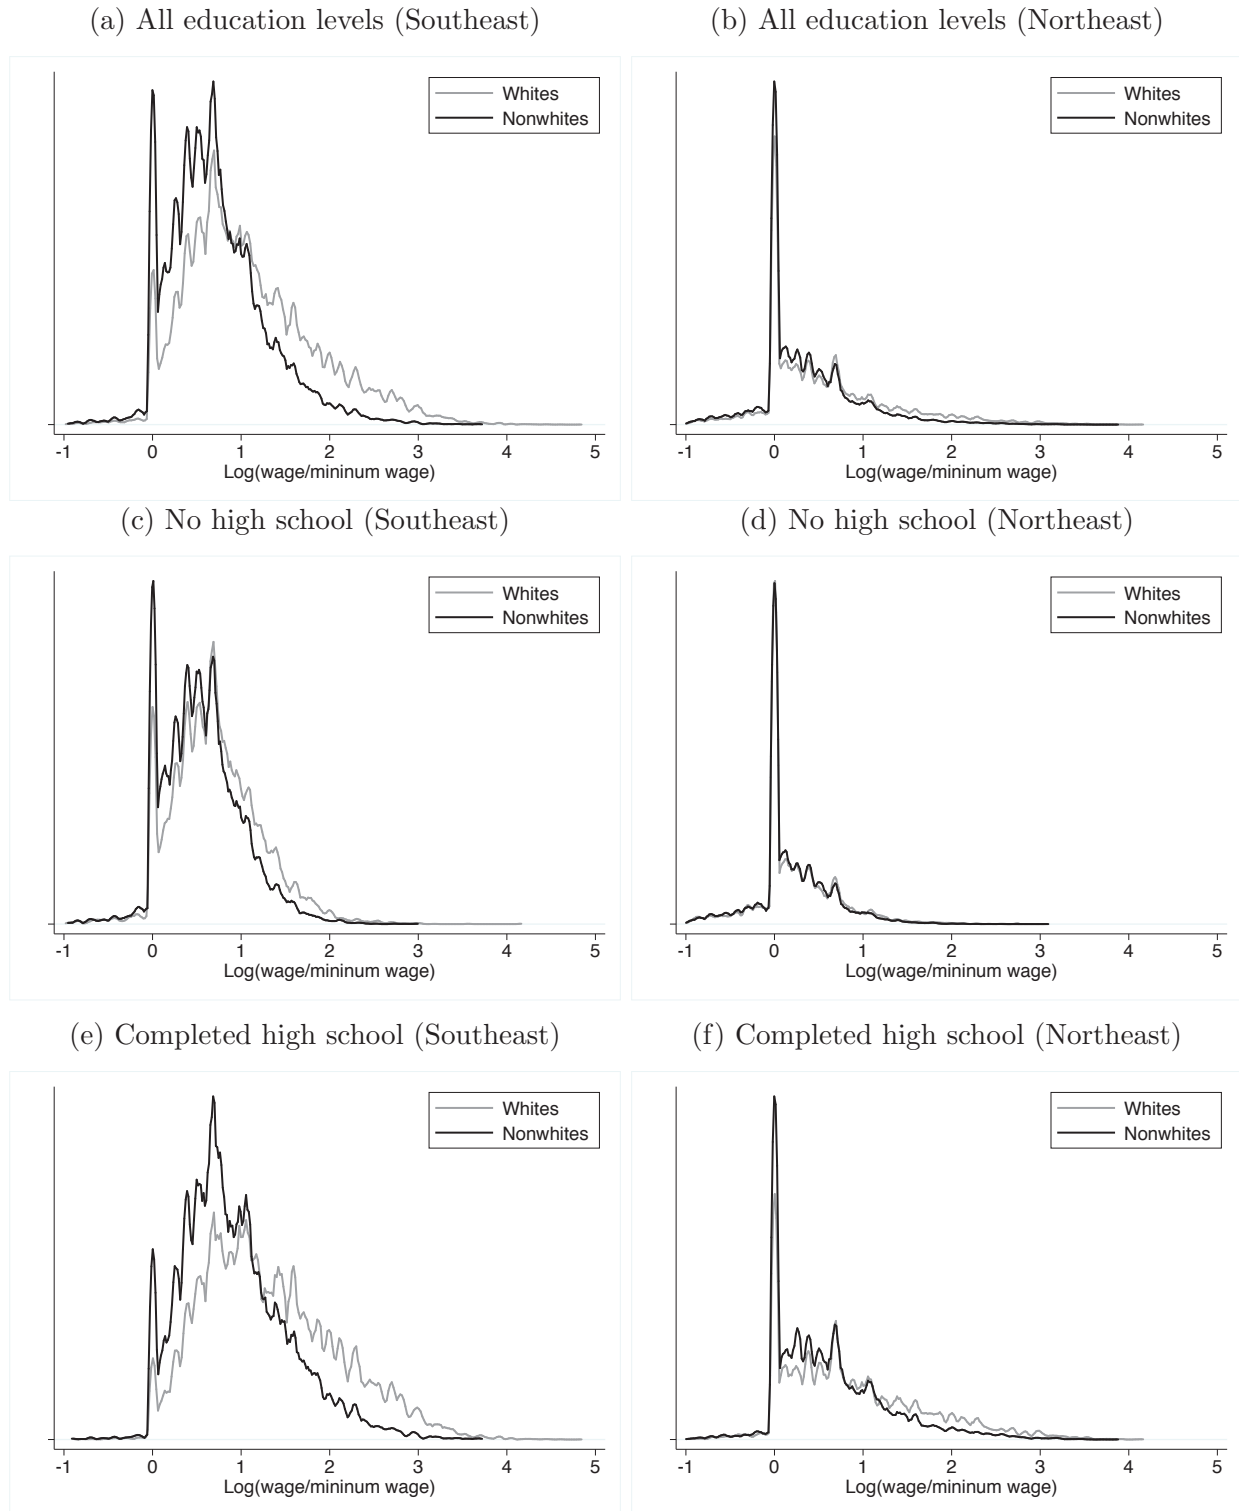 (a) All education levels (Southeast)
(b) All education levels (Northeast)
Whites
Nonwhites
-1 0 1 2 3 4 5
Log(wage/mininum wage)
Whites
Nonwhites
-1 0 1 2 3 4 5
Log(wage/mininum wage)
(c) No high school (Southeast)
(d) No high school (Northeast)
Whites
Nonwhites
-1 0 1 2 3 4 5
Log(wage/mininum wage)
Whites
Nonwhites
-1 0 1 2 3 4 5
Log(wage/mininum wage)
(e) Completed high school (Southeast)
(f) Completed high school (Northeast)
Whites
Nonwhites
-1 0 1 2 3 4 5
Log(wage/mininum wage)
Whites
Nonwhites
-1 0 1 2 3 4 5
Log(wage/mininum wage)